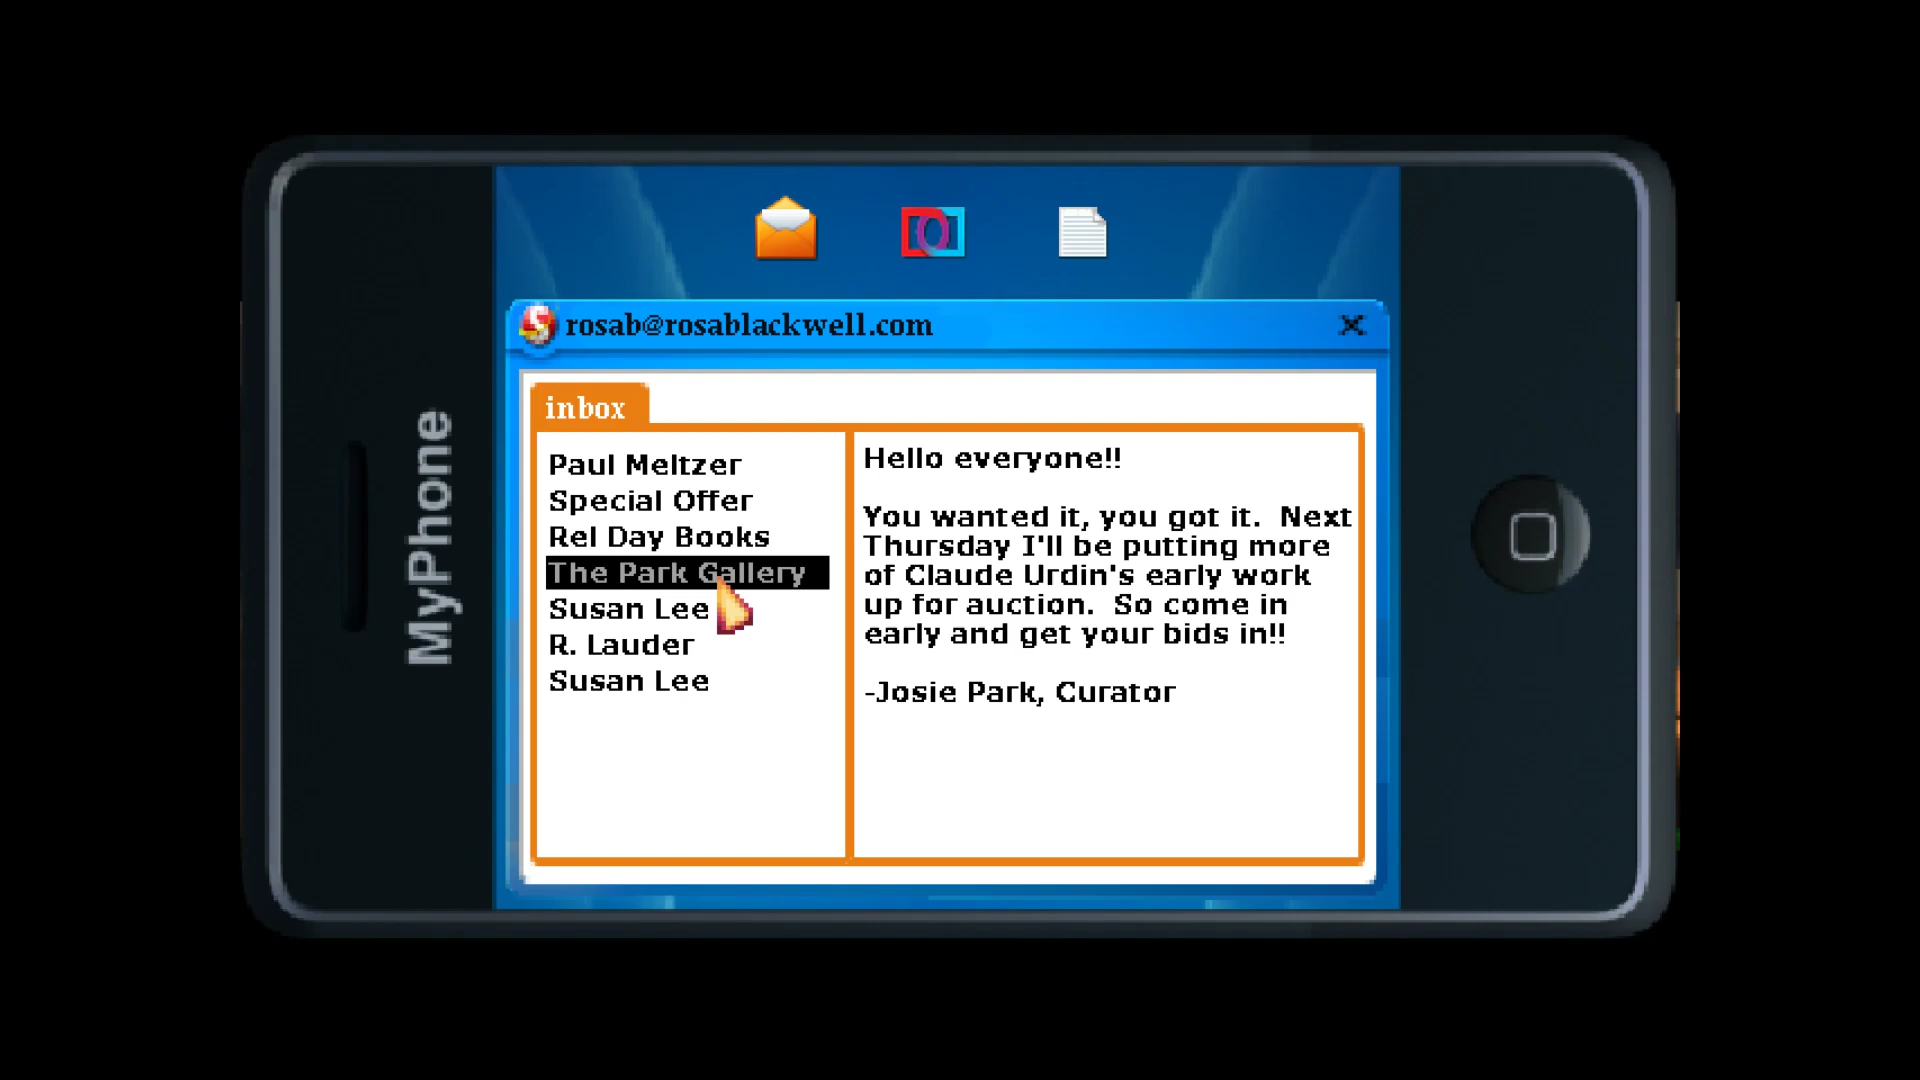 MyPhone
rosab@rosablackwell.com
inbox
Paul Meltzer
Special Offer
Rel Day Books
The Park Gallery
Susan Lee
R. Lauder
Susan Lee
Hello everyone!!
You wanted it, you got it.  Next
Thursday I'll be putting more
of Claude Urdin's early work
up for auction.  So come in
early and get your bids in!!
-Josie Park, Curator